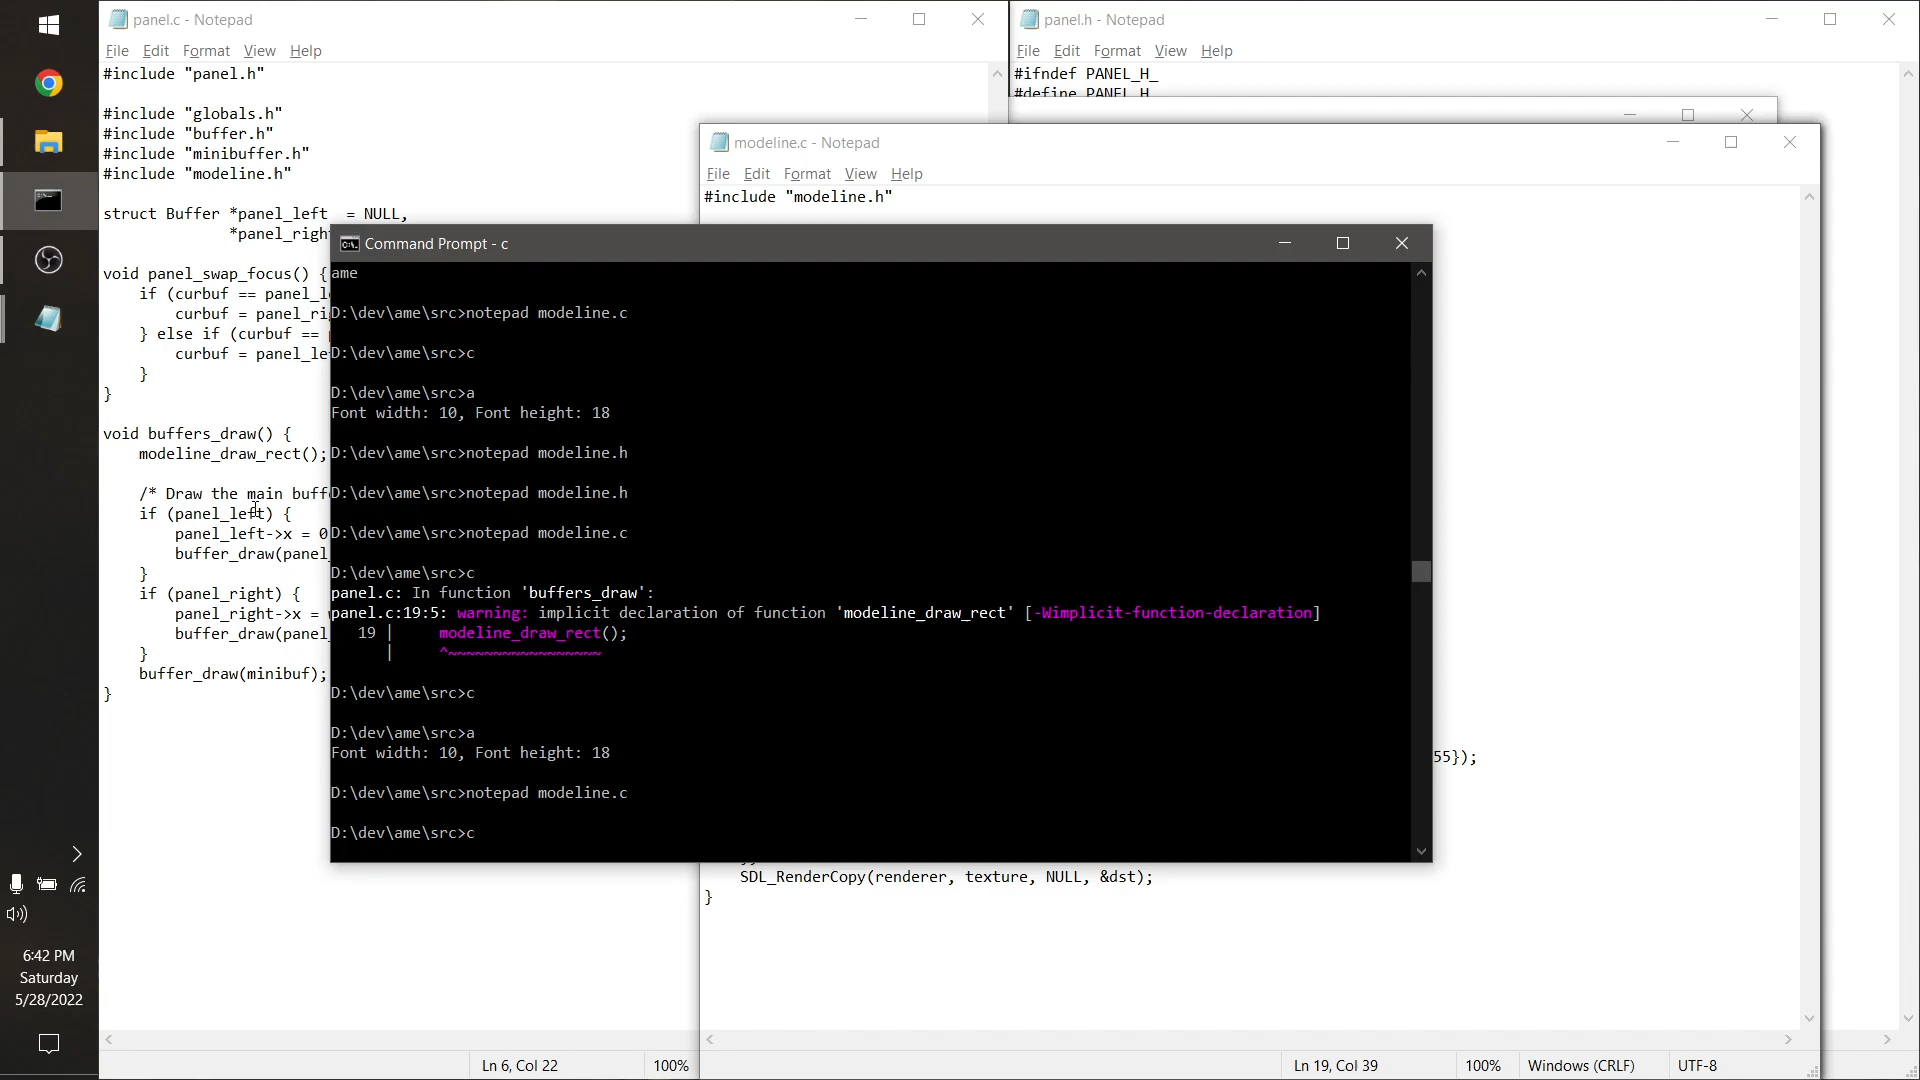 panel.c - Notepad
File Edit Format View Help
#include "panel.h"
#include "globals.h"
#include "buffer.h"
#include "minibuffer.h"
#include "modeline.h"
struct Buffer *panel_left  = NULL,
*panel_righ
void panel_swap_focus() {
if (curbuf == panel_l
curbuf = panel_ri
} else if (curbuf ==
curbuf = panel_le
}
}
void buffers_draw() {
modeline_draw_rect();
/* Draw the main buff
if (panel_left) {
panel_left->x = 0
buffer_draw(panel_
}
if (panel_right) {
panel_right->x =
buffer_draw(panel_
}
buffer_draw(minibuf);
}
Ln 6, Col 22
100%
panel.h - Notepad
File Edit Format View Help
#ifndef PANEL_H_
#define PANEL_H_
modeline.c - Notepad
File Edit Format View Help
#include "modeline.h"
55});
SDL_RenderCopy(renderer, texture, NULL, &dst);
}
Ln 19, Col 39
100%
Windows (CRLF)
UTF-8
Command Prompt - c
ame
D:\dev\ame\src>notepad modeline.c
D:\dev\ame\src>c
D:\dev\ame\src>a
Font width: 10, Font height: 18
D:\dev\ame\src>notepad modeline.h
D:\dev\ame\src>notepad modeline.h
D:\dev\ame\src>notepad modeline.c
D:\dev\ame\src>c
panel.c: In function 'buffers_draw':
panel.c:19:5: warning: implicit declaration of function 'modeline_draw_rect' [-Wimplicit-function-declaration]
19 |     modeline_draw_rect();
|     ^~~~~~~~~~~~~~~~~~
D:\dev\ame\src>c
D:\dev\ame\src>a
Font width: 10, Font height: 18
D:\dev\ame\src>notepad modeline.c
D:\dev\ame\src>c
6:42 PM
Saturday
5/28/2022